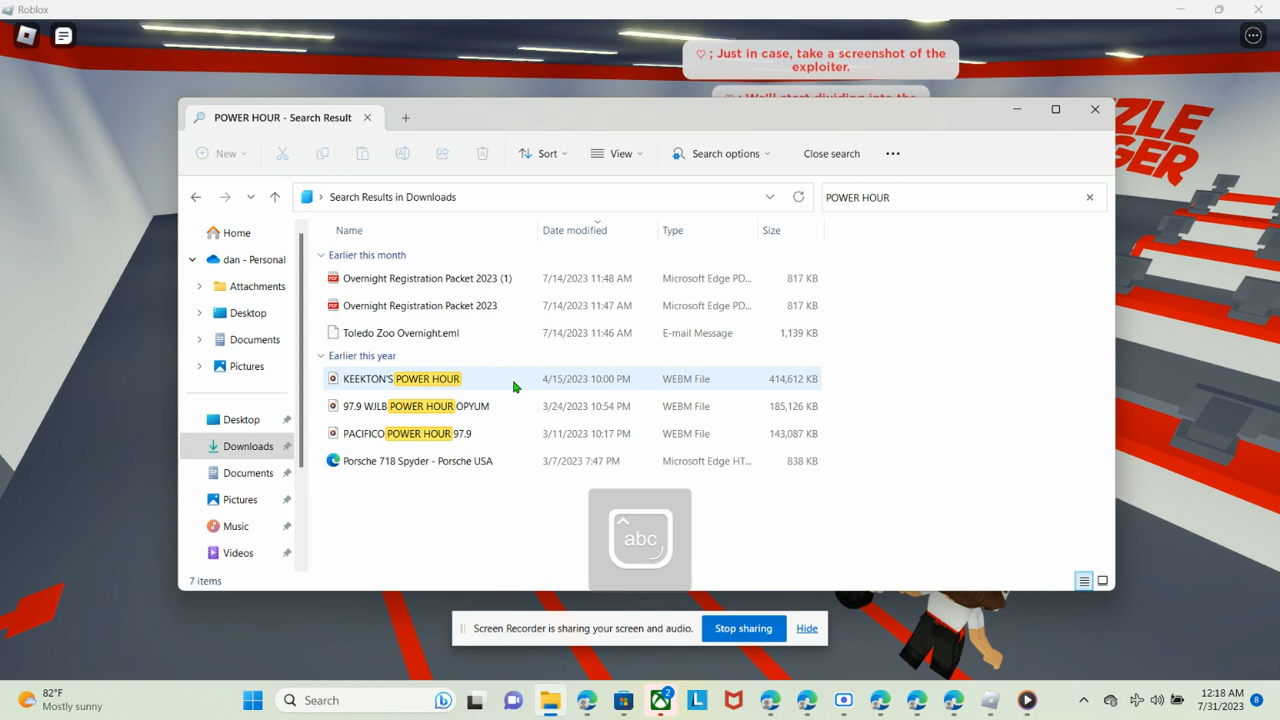 Roblox
♡ ; Just in case, take a screenshot of the
exploiter.
♡ ; We'll start dividing into the
POWER HOUR - Search Result
New
Sort
View
Search options
Close search
Search Results in Downloads
POWER HOUR
Name
Date modified
Type
Size
Home
dan - Personal
Attachments
Desktop
Documents
Pictures
Desktop
Downloads
Documents
Pictures
Music
Videos
Earlier this month
Overnight Registration Packet 2023 (1) 7/14/2023 11:48 AM Microsoft Edge PD... 817 KB
Overnight Registration Packet 2023 7/14/2023 11:47 AM Microsoft Edge PD... 817 KB
Toledo Zoo Overnight.eml 7/14/2023 11:46 AM E-mail Message 1,139 KB
Earlier this year
KEEKTON'S POWER HOUR 4/15/2023 10:00 PM WEBM File 414,612 KB
97.9 WJLB POWER HOUR OPYUM 3/24/2023 10:54 PM WEBM File 185,126 KB
PACIFICO POWER HOUR 97.9 3/11/2023 10:17 PM WEBM File 143,087 KB
Porsche 718 Spyder - Porsche USA 3/7/2023 7:47 PM Microsoft Edge HT... 838 KB
abc
7 items
Screen Recorder is sharing your screen and audio.
Stop sharing
Hide
82°F
Mostly sunny
Search
2
L
12:18 AM
7/31/2023
8